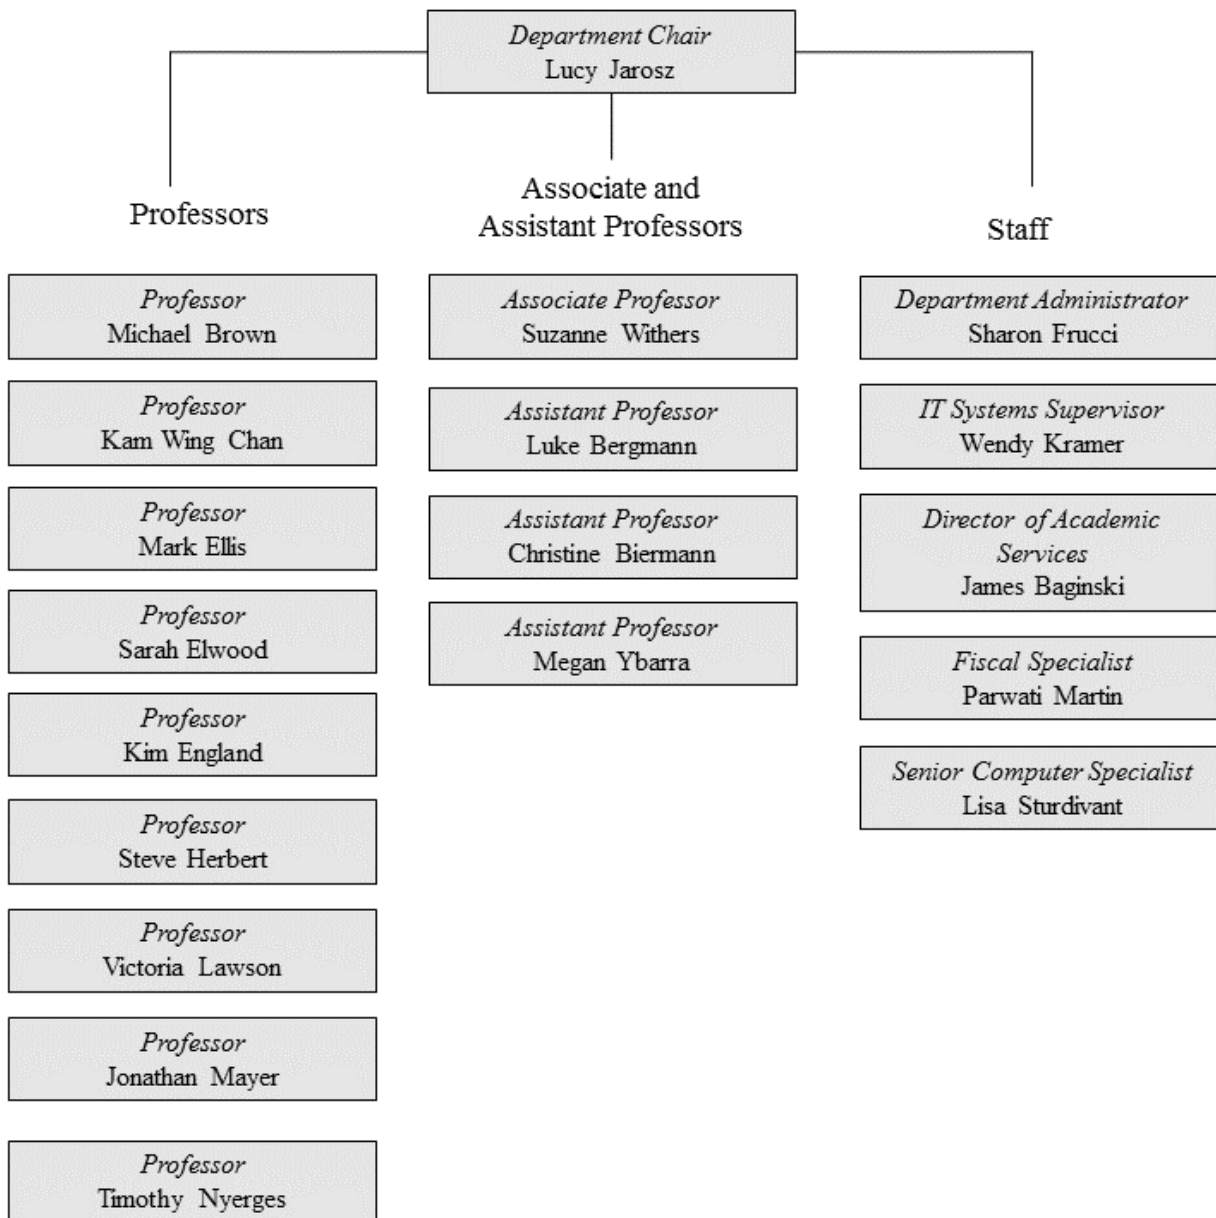 Department Chair
Lucy Jarosz
Professors
Professor
Michael Brown
Professor
Kam Wing Chan
Professor
Mark Ellis
Professor
Sarah Elwood
Professor
Kim England
Professor
Steve Herbert
Professor
Victoria Lawson
Professor
Jonathan Mayer
Professor
Timothy Nyerges
Associate and
Assistant Professors
Associate Professor
Suzanne Withers
Assistant Professor
Luke Bergmann
Assistant Professor
Christine Biermann
Assistant Professor
Megan Ybarra
Staff
Department Administrator
Sharon Frucci
IT Systems Supervisor
Wendy Kramer
Director of Academic
Services
James Baginski
Fiscal Specialist
Parwati Martin
Senior Computer Specialist
Lisa Sturdivant